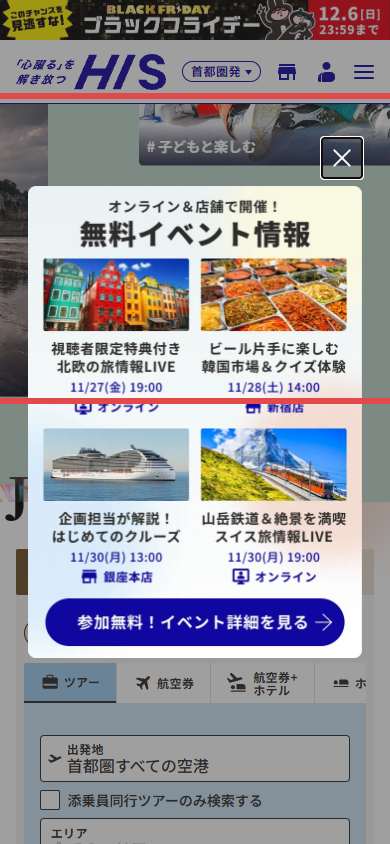 このチャンスを
見逃すな!
BLACK FRIDAY
ブラックフライデー
12.6[日]
23:59まで
「心躍る」を
解き放つ
HIS
首都圏発
#子どもと楽しむ
オンライン&店舗で開催!
無料イベント情報
視聴者限定特典付き
北欧の旅情報LIVE
11/27(金) 19:00
オンライン
ビール片手に楽しむ
韓国市場&クイズ体験
11/28(土) 14:00
新宿店
企画担当が解説!
はじめてのクルーズ
11/30(月) 13:00
銀座本店
山岳鉄道&絶景を満喫
スイス旅情報LIVE
11/30(月) 19:00
オンライン
参加無料!イベント詳細を見る
ツアー
航空券
航空券+
ホテル
ホ
出発地
首都圏すべての空港
添乗員同行ツアーのみ検索する
エリア